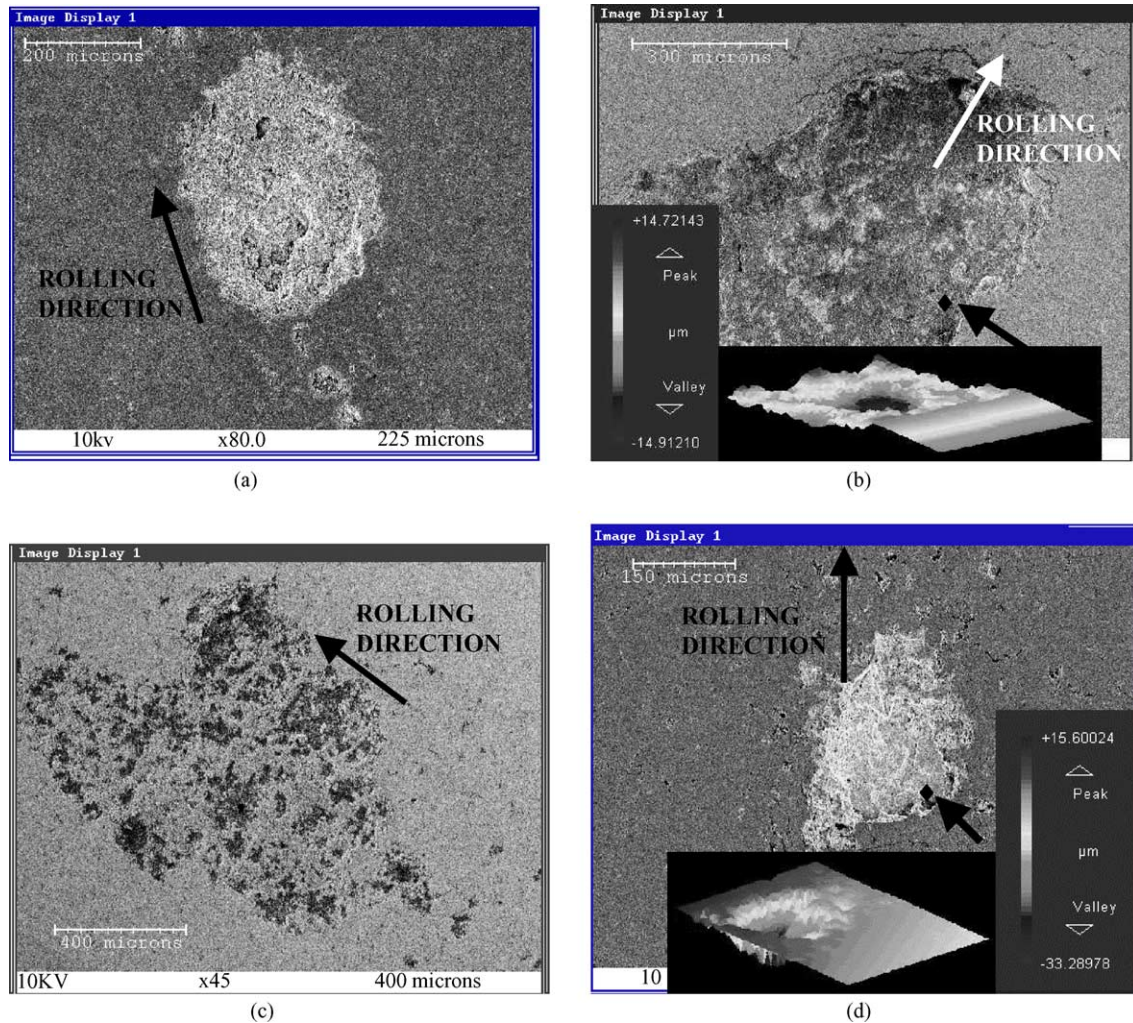 Image Display 1
200 microns
ROLLING
DIRECTION
10kv x80.0 225 microns
(a)
Image Display 1
300 microns
ROLLING
DIRECTION
+14.72143
Peak
µm
Valley
-14.91210
(b)
Image Display 1
ROLLING
DIRECTION
400 microns
10KV x45 400 microns
(c)
Image Display 1
150 microns
ROLLING
DIRECTION
+15.60024
Peak
µm
Valley
-33.28978
10
(d)